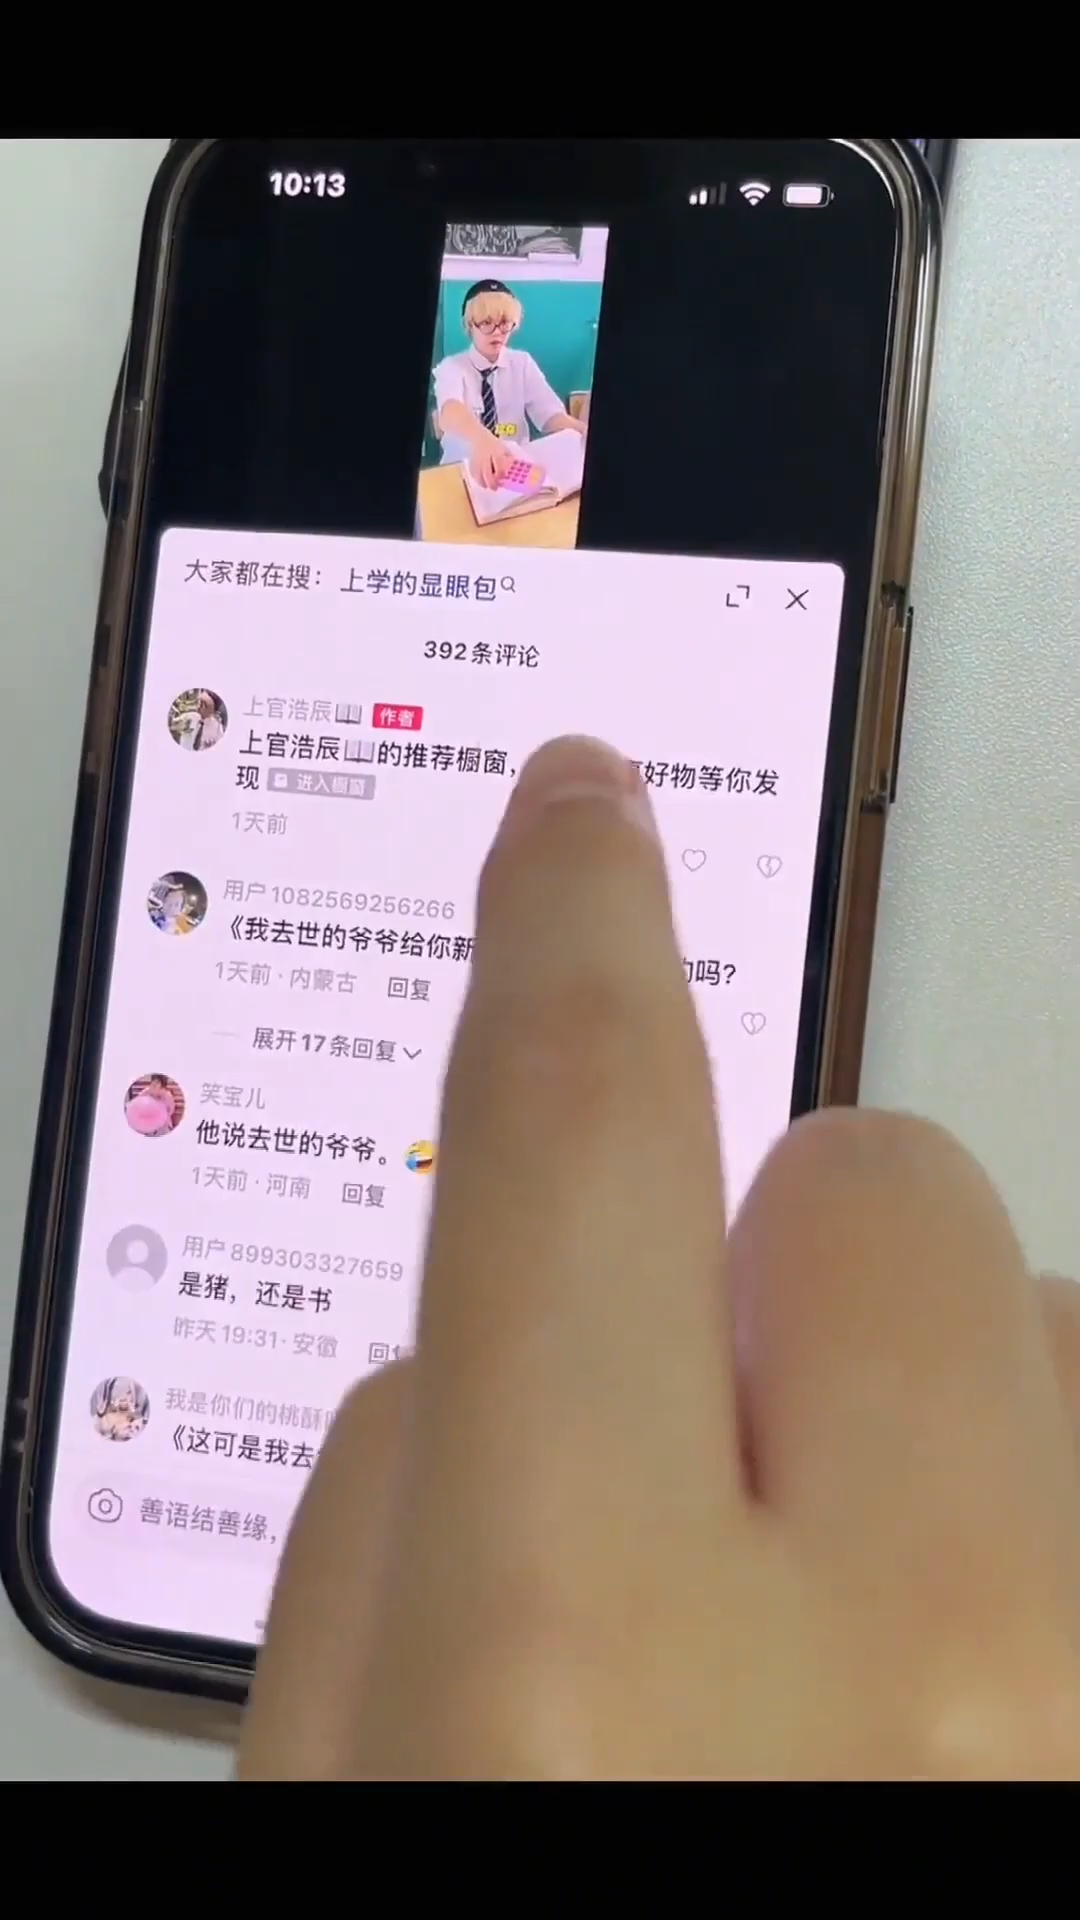 10:13
大家都在搜：上学的显眼包
392条评论
上官浩辰📖 作者
上官浩辰📖的推荐橱窗，
好物等你发
现 进入橱窗
1天前
用户1082569256266
《我去世的爷爷给你新
的吗？
1天前·内蒙古 回复
展开17条回复
笑宝儿
他说去世的爷爷。🤣
1天前·河南 回复
用户899303327659
是猪，还是书
昨天19:31·安徽 回复
我是你们的桃酥
《这可是我去
善语结善缘，